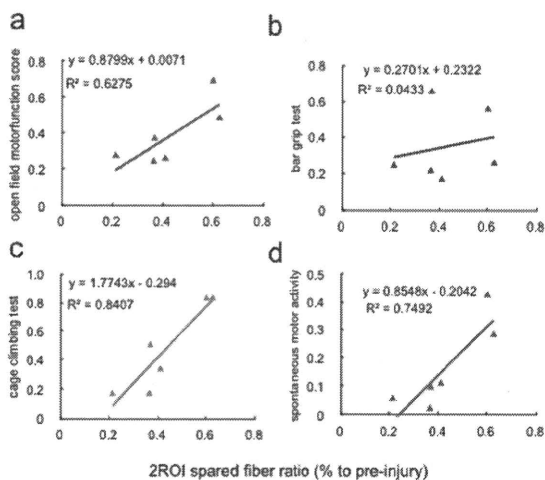 a
y = 0.8799x + 0.0071
R² = 0.6275
open field motorfunction score
0.8
0.6
0.4
0.2
0
0 0.2 0.4 0.6 0.8
b
y = 0.2701x + 0.2322
R² = 0.0433
bar grip test
0.8
0.6
0.4
0.2
0
0 0.2 0.4 0.6 0.8
c
y = 1.7743x - 0.294
R² = 0.8407
cage climbing test
1.0
0.8
0.6
0.4
0.2
0
0 0.2 0.4 0.6 0.8
d
y = 0.8548x - 0.2042
R² = 0.7492
spontaneous motor activity
0.5
0.4
0.3
0.2
0.1
0
0 0.2 0.4 0.6 0.8
2ROI spared fiber ratio (% to pre-injury)